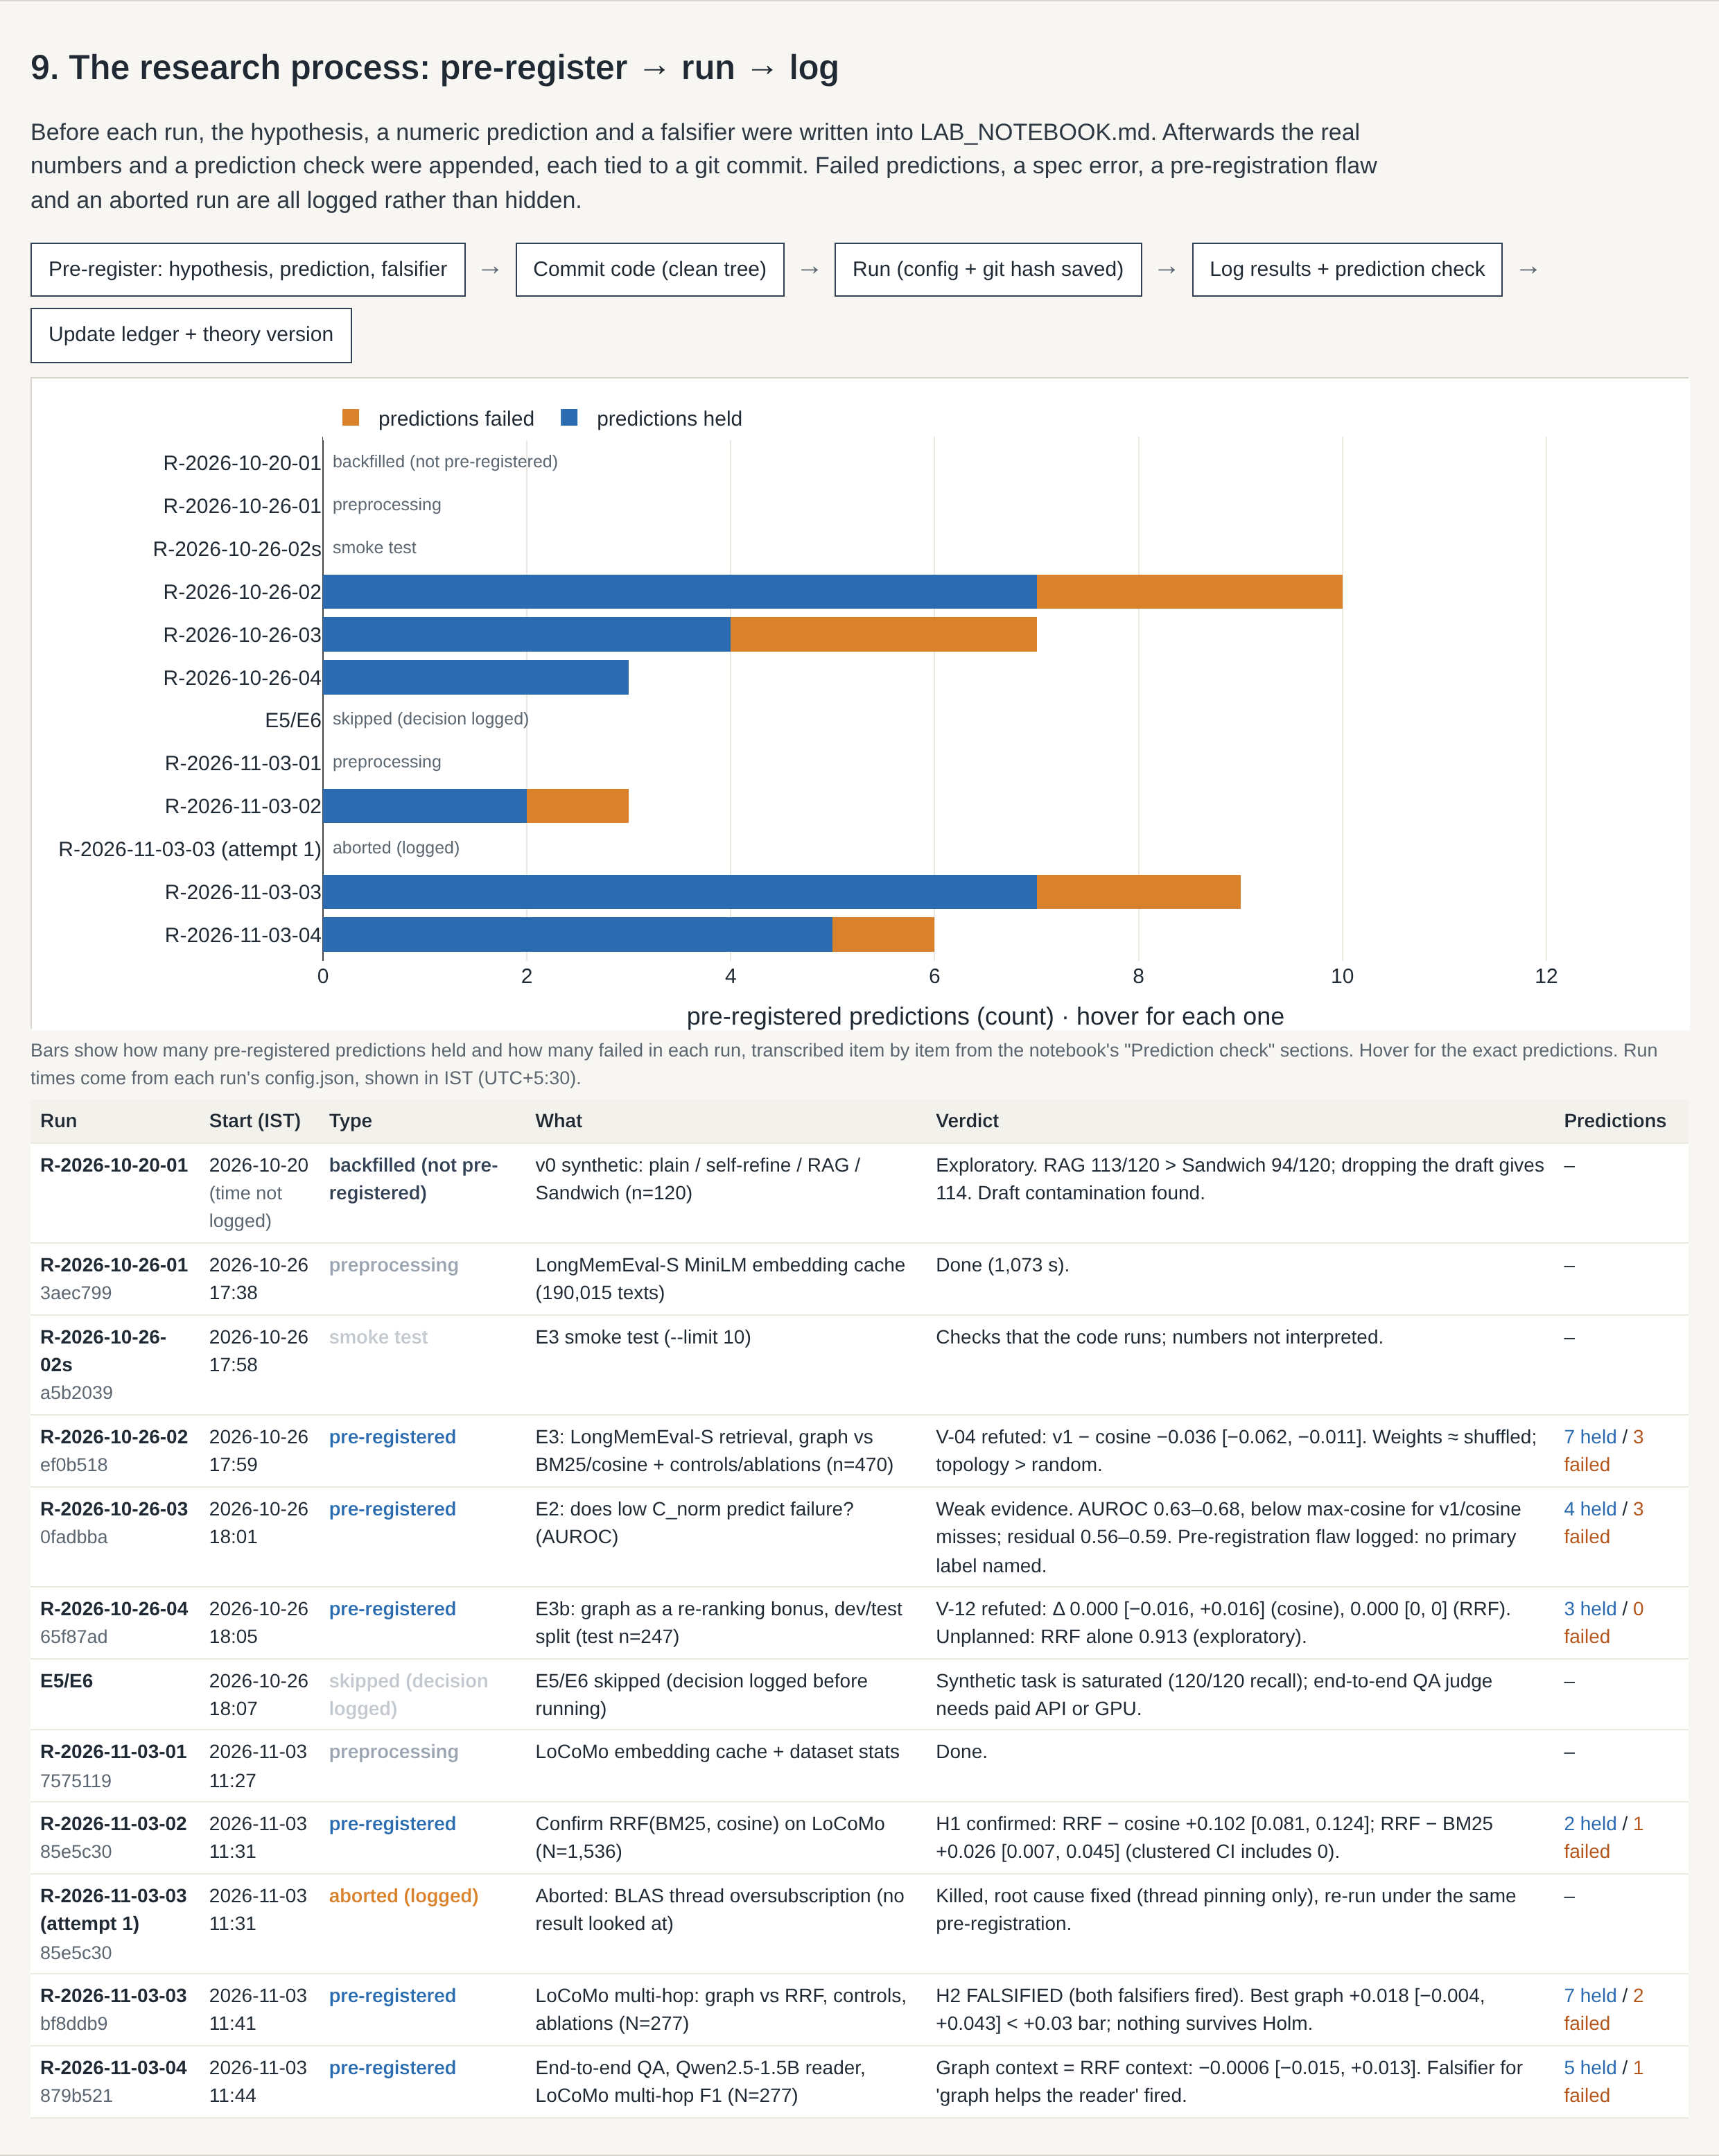 9. The research process: pre-register → run → log
Before each run, the hypothesis, a numeric prediction and a falsifier were written into LAB_NOTEBOOK.md. Afterwards the real
numbers and a prediction check were appended, each tied to a git commit. Failed predictions, a spec error, a pre-registration flaw
and an aborted run are all logged rather than hidden.
Pre-register: hypothesis, prediction, falsifier → Commit code (clean tree) → Run (config + git hash saved) → Log results + prediction check →
Update ledger + theory version
predictions failed predictions held
R-2026-10-20-01 backfilled (not pre-registered)
R-2026-10-26-01 preprocessing
R-2026-10-26-02s smoke test
R-2026-10-26-02
R-2026-10-26-03
R-2026-10-26-04
E5/E6 skipped (decision logged)
R-2026-11-03-01 preprocessing
R-2026-11-03-02
R-2026-11-03-03 (attempt 1) aborted (logged)
R-2026-11-03-03
R-2026-11-03-04
0 2 4 6 8 10 12
pre-registered predictions (count) · hover for each one
Bars show how many pre-registered predictions held and how many failed in each run, transcribed item by item from the notebook's "Prediction check" sections. Hover for the exact predictions. Run
times come from each run's config.json, shown in IST (UTC+5:30).
Run Start (IST) Type What Verdict Predictions
R-2026-10-20-01 2026-10-20 backfilled (not pre- v0 synthetic: plain / self-refine / RAG / Exploratory. RAG 113/120 > Sandwich 94/120; dropping the draft gives –
(time not registered) Sandwich (n=120) 114. Draft contamination found.
logged)
R-2026-10-26-01 2026-10-26 preprocessing LongMemEval-S MiniLM embedding cache Done (1,073 s). –
3aec799 17:38 (190,015 texts)
R-2026-10-26- 2026-10-26 smoke test E3 smoke test (--limit 10) Checks that the code runs; numbers not interpreted. –
02s 17:58
a5b2039
R-2026-10-26-02 2026-10-26 pre-registered E3: LongMemEval-S retrieval, graph vs V-04 refuted: v1 − cosine −0.036 [−0.062, −0.011]. Weights ≈ shuffled; 7 held / 3
ef0b518 17:59 BM25/cosine + controls/ablations (n=470) topology > random. failed
R-2026-10-26-03 2026-10-26 pre-registered E2: does low C_norm predict failure? Weak evidence. AUROC 0.63–0.68, below max-cosine for v1/cosine 4 held / 3
0fadbba 18:01 (AUROC) misses; residual 0.56–0.59. Pre-registration flaw logged: no primary failed
label named.
R-2026-10-26-04 2026-10-26 pre-registered E3b: graph as a re-ranking bonus, dev/test V-12 refuted: Δ 0.000 [−0.016, +0.016] (cosine), 0.000 [0, 0] (RRF). 3 held / 0
65f87ad 18:05 split (test n=247) Unplanned: RRF alone 0.913 (exploratory). failed
E5/E6 2026-10-26 skipped (decision E5/E6 skipped (decision logged before Synthetic task is saturated (120/120 recall); end-to-end QA judge –
18:07 logged) running) needs paid API or GPU.
R-2026-11-03-01 2026-11-03 preprocessing LoCoMo embedding cache + dataset stats Done. –
7575119 11:27
R-2026-11-03-02 2026-11-03 pre-registered Confirm RRF(BM25, cosine) on LoCoMo H1 confirmed: RRF − cosine +0.102 [0.081, 0.124]; RRF − BM25 2 held / 1
85e5c30 11:31 (N=1,536) +0.026 [0.007, 0.045] (clustered CI includes 0). failed
R-2026-11-03-03 2026-11-03 aborted (logged) Aborted: BLAS thread oversubscription (no Killed, root cause fixed (thread pinning only), re-run under the same –
(attempt 1) 11:31 result looked at) pre-registration.
85e5c30
R-2026-11-03-03 2026-11-03 pre-registered LoCoMo multi-hop: graph vs RRF, controls, H2 FALSIFIED (both falsifiers fired). Best graph +0.018 [−0.004, 7 held / 2
bf8ddb9 11:41 ablations (N=277) +0.043] < +0.03 bar; nothing survives Holm. failed
R-2026-11-03-04 2026-11-03 pre-registered End-to-end QA, Qwen2.5-1.5B reader, Graph context = RRF context: −0.0006 [−0.015, +0.013]. Falsifier for 5 held / 1
879b521 11:44 LoCoMo multi-hop F1 (N=277) 'graph helps the reader' fired. failed